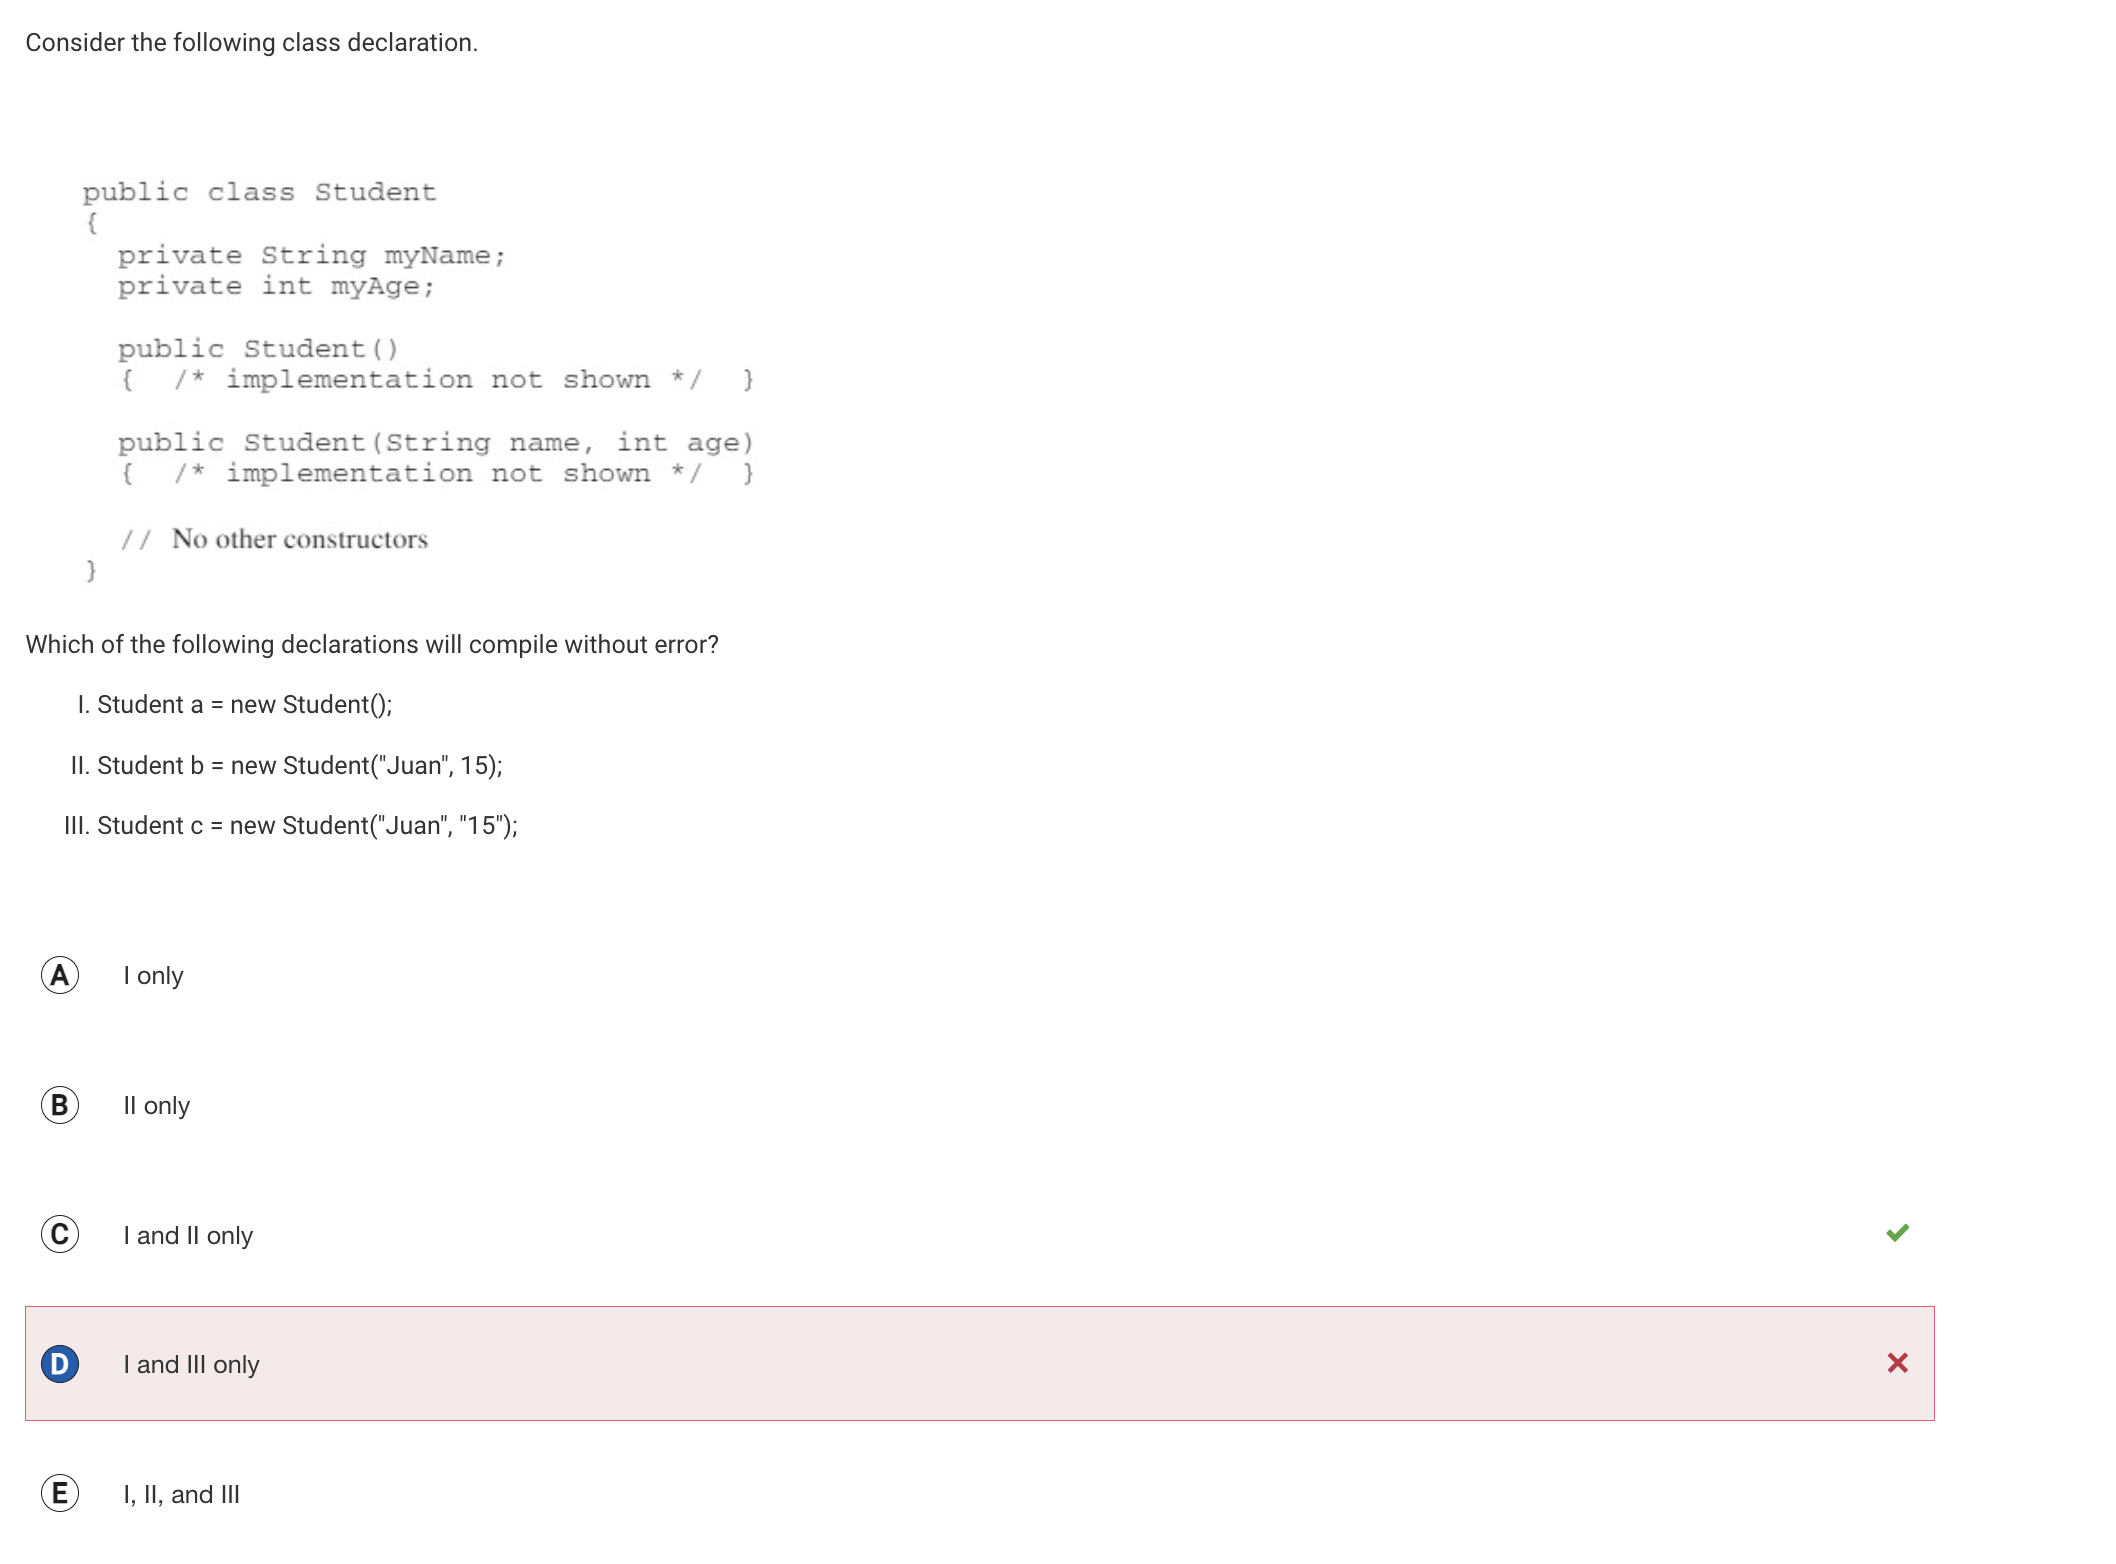 Consider the following class declaration.
public class Student
{
private String myName;
private int myAge;
public Student()
{ /* implementation not shown */ }
public Student(String name, int age)
{ /* implementation not shown */ }
// No other constructors
}
Which of the following declarations will compile without error?
I. Student a = new Student();
II. Student b = new Student("Juan", 15);
III. Student c = new Student("Juan", "15");
A I only
B II only
C I and II only
D I and III only
E I, II, and III